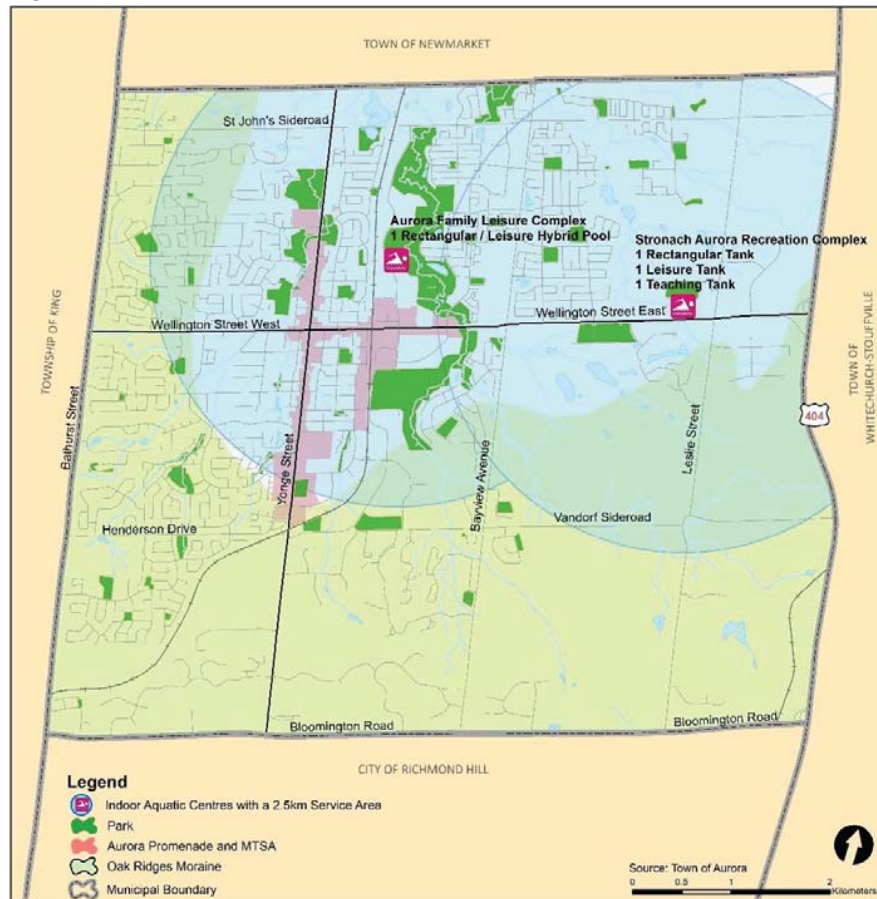 TOWN OF NEWMARKET
St John's Sideroad
Aurora Family Leisure Complex
1 Rectangular / Leisure Hybrid Pool
Stronach Aurora Recreation Complex
1 Rectangular Tank
1 Leisure Tank
1 Teaching Tank
Wellington Street West
Wellington Street East
TOWNSHIP OF KING
Bathurst Street
Yonge Street
Bayview Avenue
Leslie Street
404
TOWN OF
WHITECHURCH-STOUFFVILLE
Henderson Drive
Vandorf Sideroad
Bloomington Road
Bloomington Road
CITY OF RICHMOND HILL
Legend
Indoor Aquatic Centres with a 2.5km Service Area
Park
Aurora Promenade and MTSA
Oak Ridges Moraine
Municipal Boundary
Source: Town of Aurora
0 0.5 1 2
Kilometers